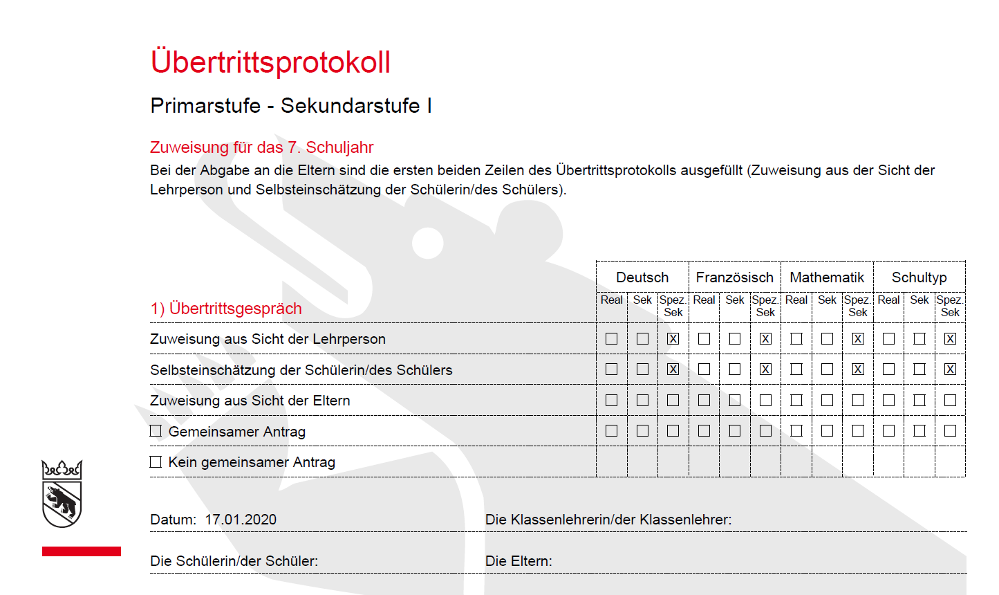 Übertrittsprotokoll
Primarstufe - Sekundarstufe I
Zuweisung für das 7. Schuljahr
Bei der Abgabe an die Eltern sind die ersten beiden Zeilen des Übertrittsprotokolls ausgefüllt (Zuweisung aus der Sicht der
Lehrperson und Selbsteinschätzung der Schülerin/des Schülers).
Deutsch Französisch Mathematik Schultyp
1) Übertrittsgespräch Real Sek Spez. Sek Real Sek Spez. Sek Real Sek Spez. Sek Real Sek Spez. Sek
Zuweisung aus Sicht der Lehrperson ☐ ☐ ☒ ☐ ☐ ☒ ☐ ☐ ☒ ☐ ☐ ☒
Selbsteinschätzung der Schülerin/des Schülers ☐ ☐ ☒ ☐ ☐ ☒ ☐ ☐ ☒ ☐ ☐ ☒
Zuweisung aus Sicht der Eltern ☐ ☐ ☐ ☐ ☐ ☐ ☐ ☐ ☐ ☐ ☐ ☐
☐ Gemeinsamer Antrag ☐ ☐ ☐ ☐ ☐ ☐ ☐ ☐ ☐ ☐ ☐ ☐
☐ Kein gemeinsamer Antrag
Datum: 17.01.2020 Die Klassenlehrerin/der Klassenlehrer:
Die Schülerin/der Schüler: Die Eltern: